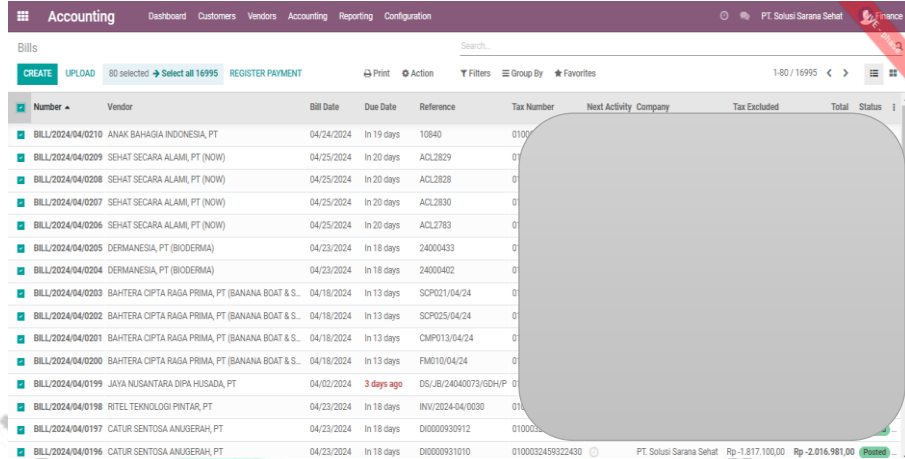 Accounting Dashboard Customers Vendors Accounting Reporting Configuration PT. Solusi Sarana Sehat Finance
Bills Search...
CREATE UPLOAD 80 selected → Select all 16995 REGISTER PAYMENT Print Action Filters Group By Favorites 1-80 / 16995
Number Vendor Bill Date Due Date Reference Tax Number Next Activity Company Tax Excluded Total Status
BILL/2024/04/0210 ANAK BAHAGIA INDONESIA, PT 04/24/2024 In 19 days 10840
BILL/2024/04/0209 SEHAT SECARA ALAMI, PT (NOW) 04/25/2024 In 20 days ACL2829
BILL/2024/04/0208 SEHAT SECARA ALAMI, PT (NOW) 04/25/2024 In 20 days ACL2828
BILL/2024/04/0207 SEHAT SECARA ALAMI, PT (NOW) 04/25/2024 In 20 days ACL2830
BILL/2024/04/0206 SEHAT SECARA ALAMI, PT (NOW) 04/25/2024 In 20 days ACL2783
BILL/2024/04/0205 DERMANESIA, PT (BIODERMA) 04/23/2024 In 18 days 24000433
BILL/2024/04/0204 DERMANESIA, PT (BIODERMA) 04/23/2024 In 18 days 24000402
BILL/2024/04/0203 BAHTERA CIPTA RAGA PRIMA, PT (BANANA BOAT & S... 04/18/2024 In 13 days SCP021/04/24
BILL/2024/04/0202 BAHTERA CIPTA RAGA PRIMA, PT (BANANA BOAT & S... 04/18/2024 In 13 days SCP025/04/24
BILL/2024/04/0201 BAHTERA CIPTA RAGA PRIMA, PT (BANANA BOAT & S... 04/18/2024 In 13 days CMP013/04/24
BILL/2024/04/0200 BAHTERA CIPTA RAGA PRIMA, PT (BANANA BOAT & S... 04/18/2024 In 13 days FM010/04/24
BILL/2024/04/0199 JAYA NUSANTARA DIPA HUSADA, PT 04/02/2024 3 days ago DS/JB/24040073/GDH/P
BILL/2024/04/0198 RITEL TEKNOLOGI PINTAR, PT 04/23/2024 In 18 days INV/2024-04/0030
BILL/2024/04/0197 CATUR SENTOSA ANUGERAH, PT 04/23/2024 In 18 days DI0000930912
BILL/2024/04/0196 CATUR SENTOSA ANUGERAH, PT 04/23/2024 In 18 days DI0000931010 0100032459322430 PT. Solusi Sarana Sehat Rp -1.817.100,00 Rp -2.016.981,00 Posted